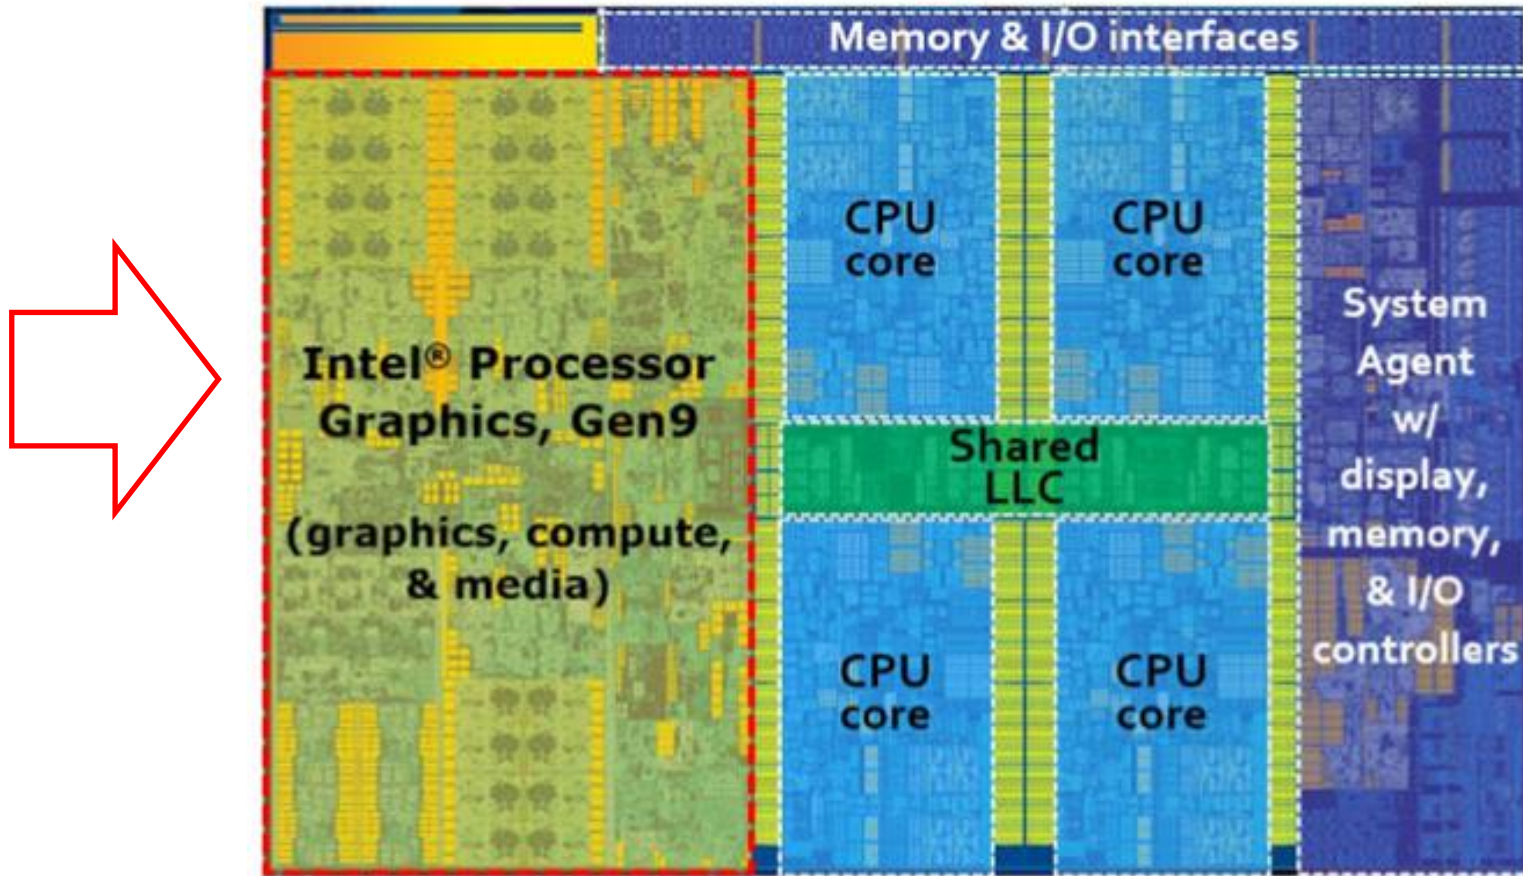 Memory & I/O interfaces
Intel® Processor
Graphics, Gen9
(graphics, compute,
& media)
CPU
core
CPU
core
Shared
LLC
CPU
core
CPU
core
System
Agent
w/
display,
memory,
& I/O
controllers